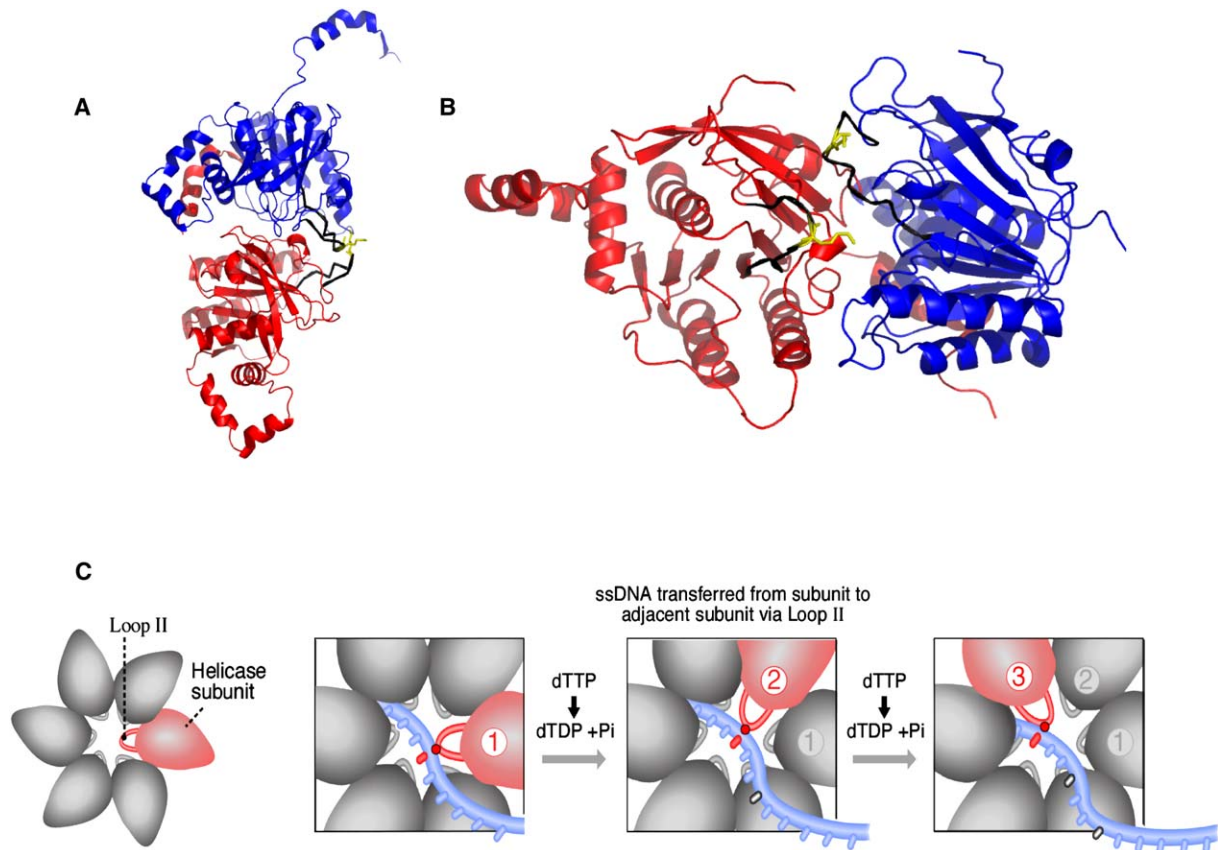 A
B
C
Loop II
Helicase
subunit
ssDNA transferred from subunit to
adjacent subunit via Loop II
1
dTTP
dTDP +Pi
2
1
dTTP
dTDP +Pi
3
2
1